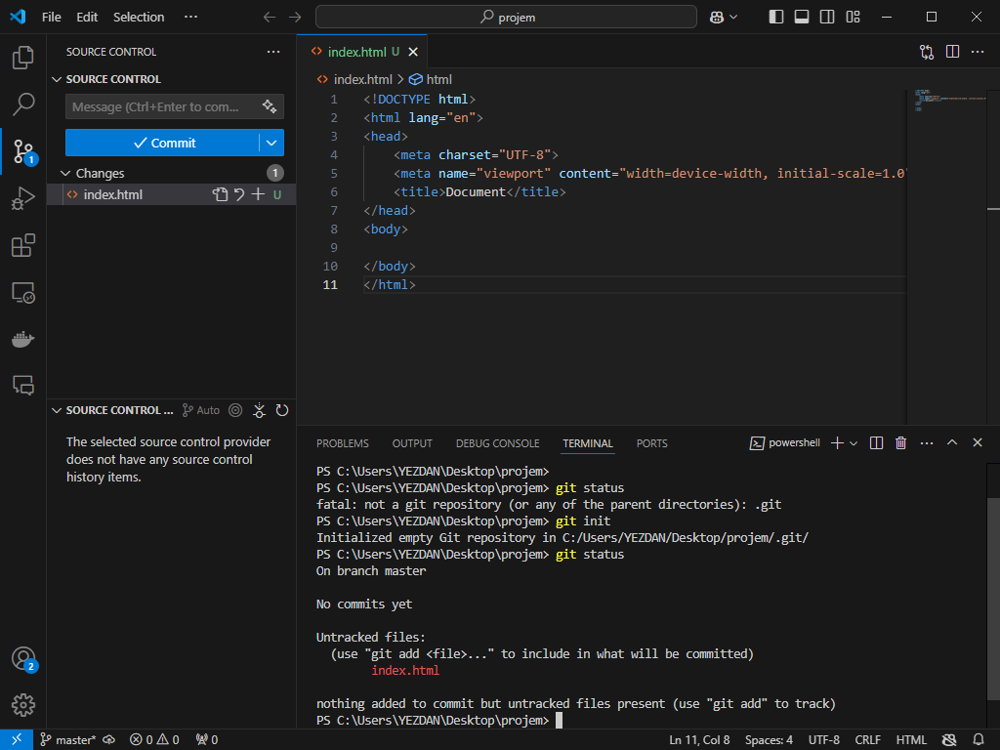 File Edit Selection ··· projem
SOURCE CONTROL
SOURCE CONTROL
Message (Ctrl+Enter to com...
Commit
Changes 1
index.html U
1
2
SOURCE CONTROL ... Auto
The selected source control provider
does not have any source control
history items.
index.html U
index.html > html
1 <!DOCTYPE html>
2 <html lang="en">
3 <head>
4 <meta charset="UTF-8">
5 <meta name="viewport" content="width=device-width, initial-scale=1.0"
6 <title>Document</title>
7 </head>
8 <body>
9
10 </body>
11 </html>
PROBLEMS OUTPUT DEBUG CONSOLE TERMINAL PORTS powershell
PS C:\Users\YEZDAN\Desktop\projem>
PS C:\Users\YEZDAN\Desktop\projem> git status
fatal: not a git repository (or any of the parent directories): .git
PS C:\Users\YEZDAN\Desktop\projem> git init
Initialized empty Git repository in C:/Users/YEZDAN/Desktop/projem/.git/
PS C:\Users\YEZDAN\Desktop\projem> git status
On branch master
No commits yet
Untracked files:
(use "git add <file>..." to include in what will be committed)
index.html
nothing added to commit but untracked files present (use "git add" to track)
PS C:\Users\YEZDAN\Desktop\projem>
master* 0 0 0 Ln 11, Col 8 Spaces: 4 UTF-8 CRLF HTML